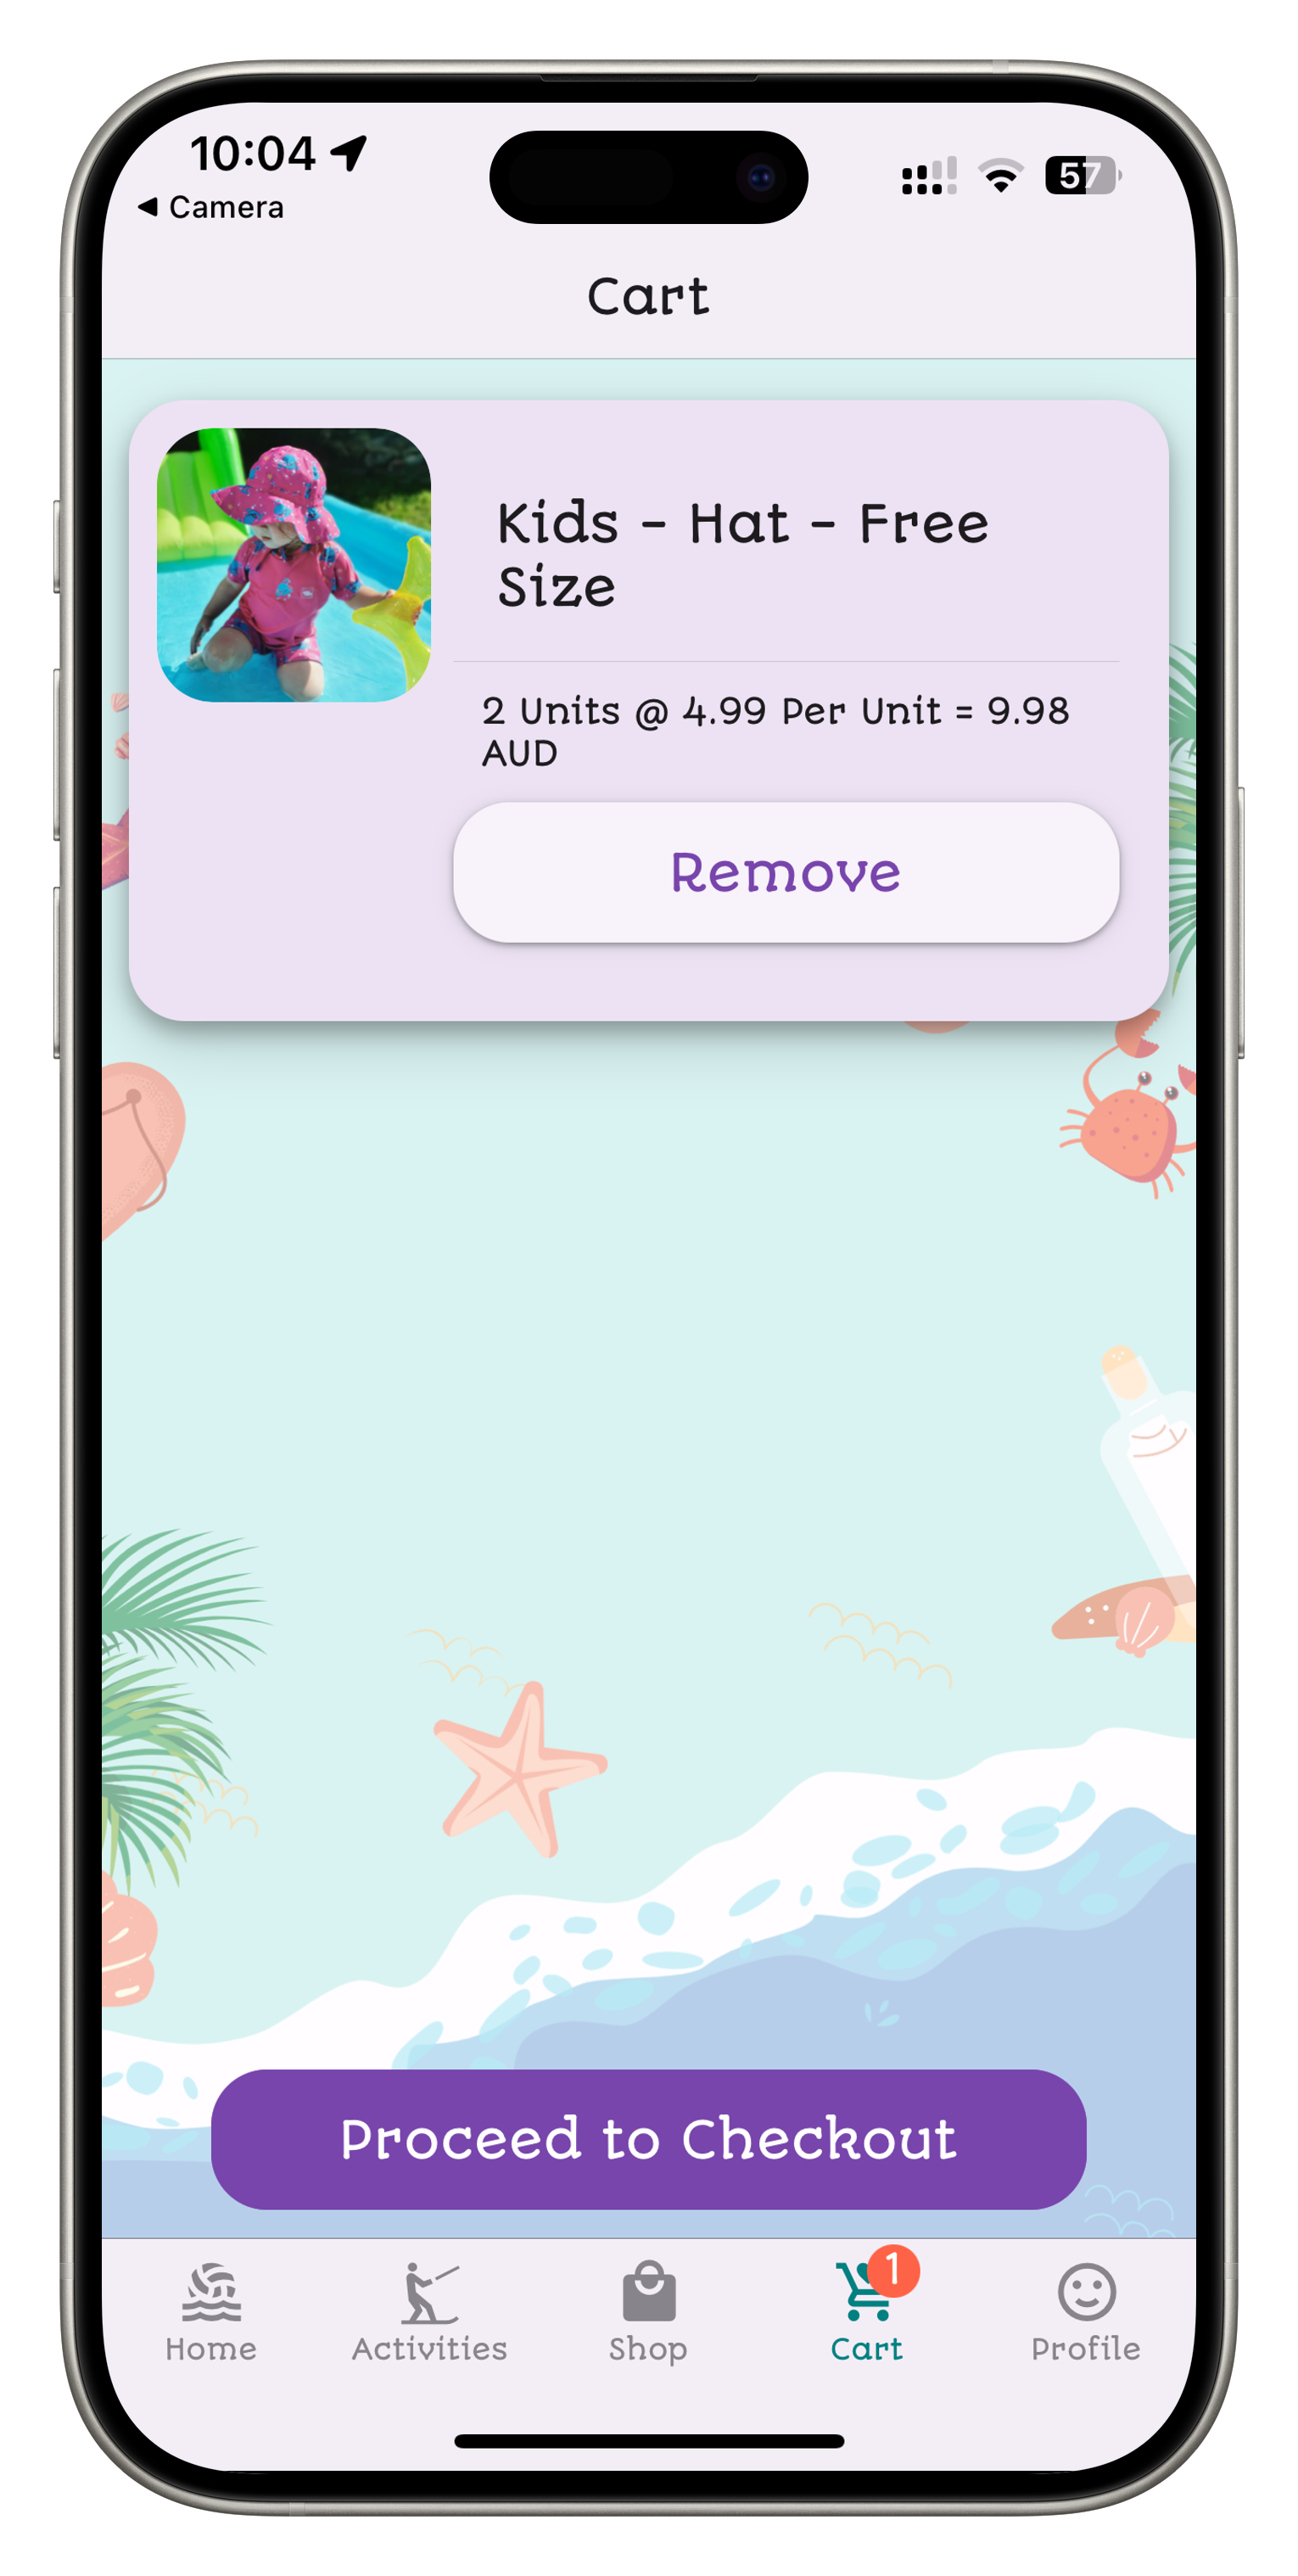 10:04
57
◀ Camera
Cart
Kids - Hat - Free
Size
2 Units @ 4.99 Per Unit = 9.98
AUD
Remove
Proceed to Checkout
1
Home Activities Shop Cart Profile